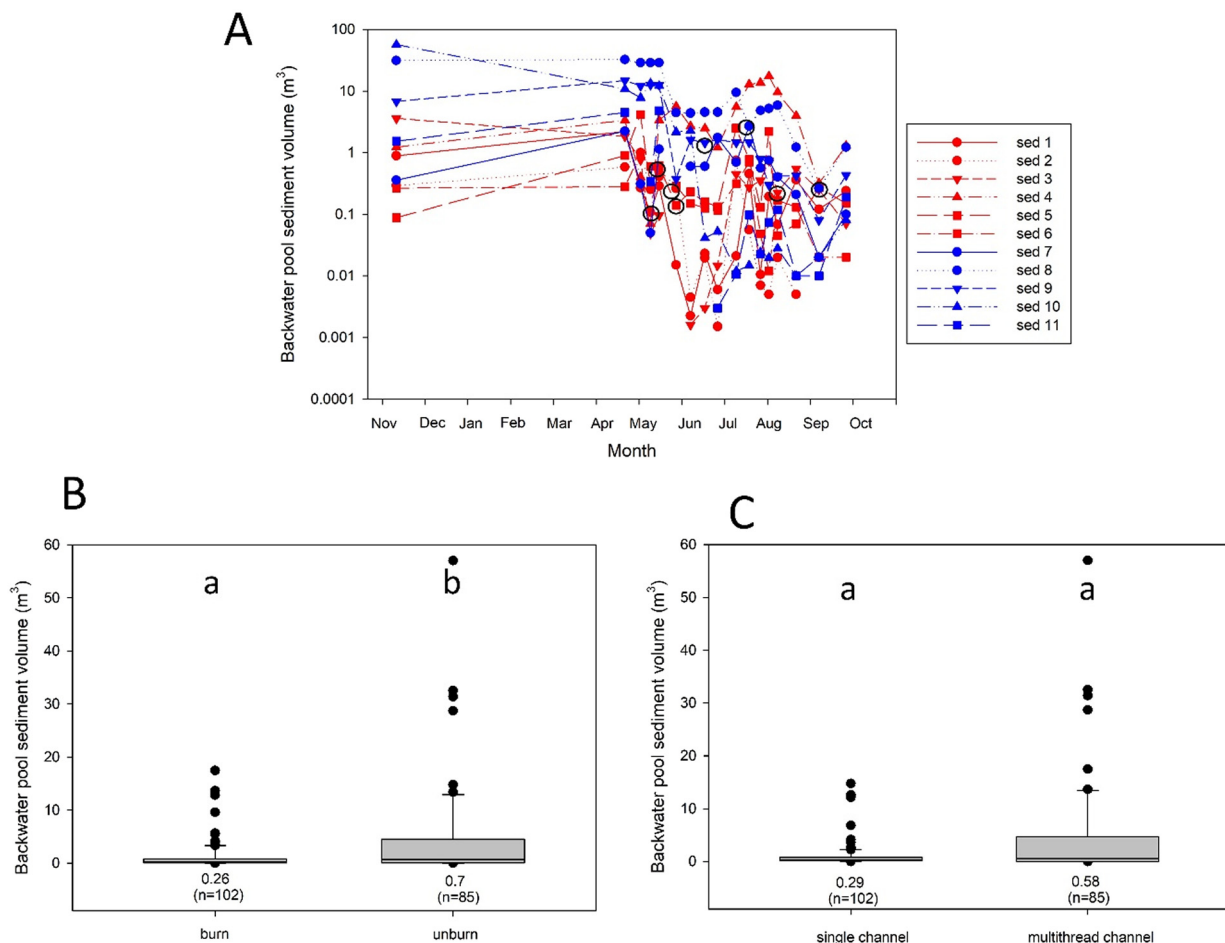 A
Backwater pool sediment volume (m³)
100
10
1
0.1
0.01
0.001
0.0001
Nov Dec Jan Feb Mar Apr May Jun Jul Aug Sep Oct
Month
sed 1
sed 2
sed 3
sed 4
sed 5
sed 6
sed 7
sed 8
sed 9
sed 10
sed 11
B
Backwater pool sediment volume (m³)
60
50
40
30
20
10
0
a b
0.26 0.7
(n=102) (n=85)
burn unburn
C
Backwater pool sediment volume (m³)
60
50
40
30
20
10
0
a a
0.29 0.58
(n=102) (n=85)
single channel multithread channel